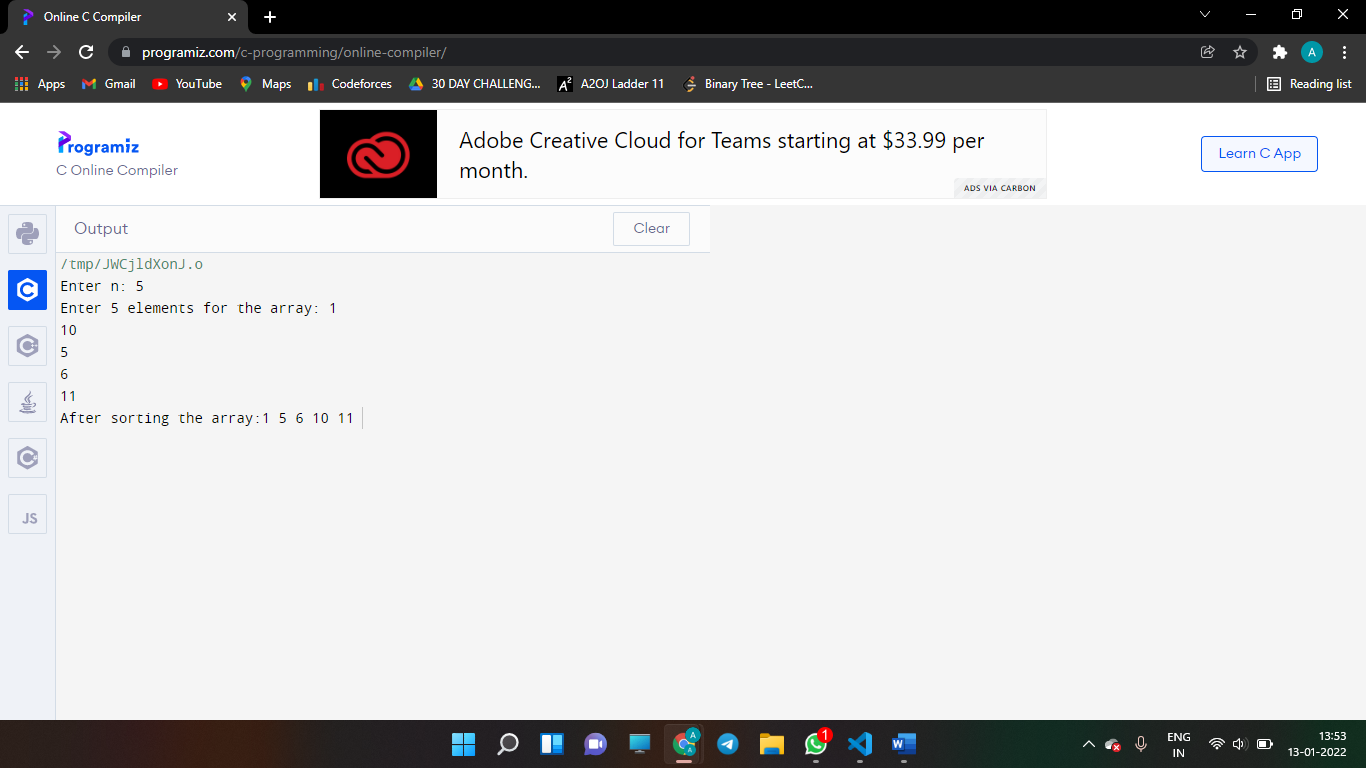 Online C Compiler
programiz.com/c-programming/online-compiler/
A
Apps Gmail YouTube Maps Codeforces 30 DAY CHALLENG... A2OJ Ladder 11 Binary Tree - LeetC... Reading list
Programiz
C Online Compiler
Adobe Creative Cloud for Teams starting at $33.99 per
month.
ADS VIA CARBON
Learn C App
Output
Clear
/tmp/JWCjldXonJ.o
Enter n: 5
Enter 5 elements for the array: 1
10
5
6
11
After sorting the array:1 5 6 10 11
JS
1
ENG
IN
13:53
13-01-2022